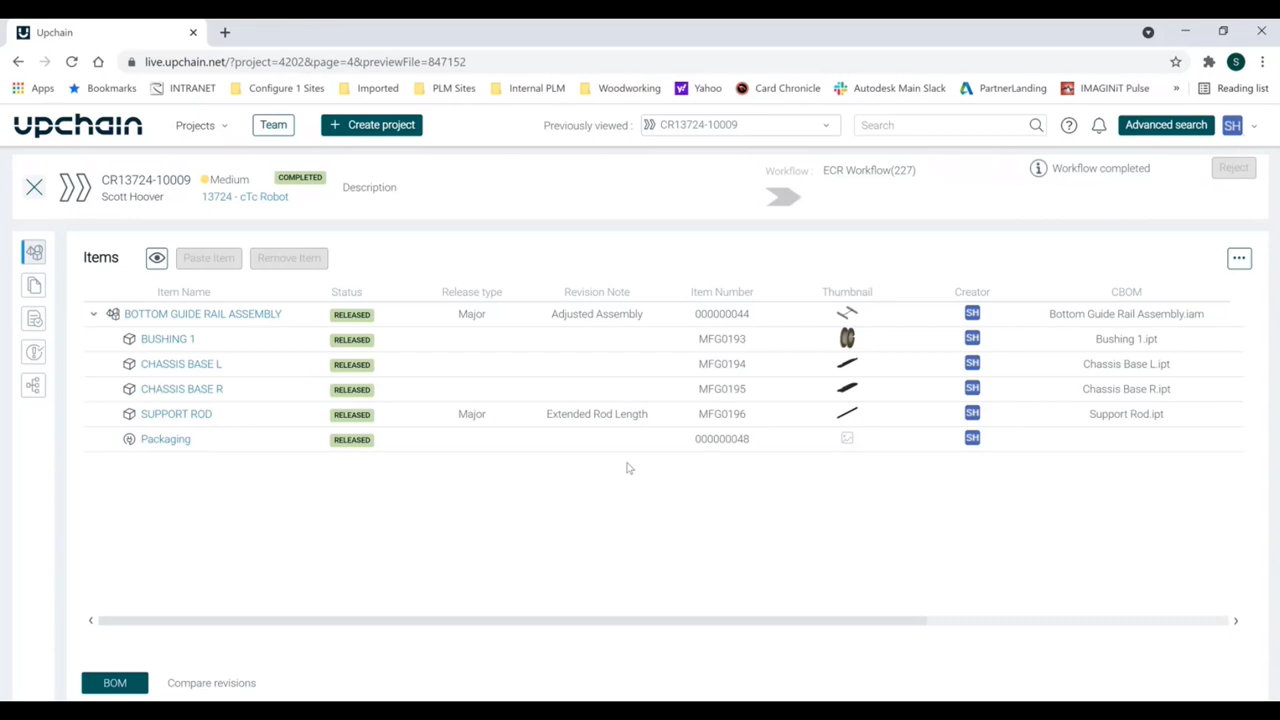 Upchain
live.upchain.net/?project=4202&page=4&previewFile=847152
Apps Bookmarks INTRANET Configure 1 Sites Imported PLM Sites Internal PLM Woodworking Yahoo Card Chronicle Autodesk Main Slack PartnerLanding IMAGINiT Pulse » Reading list
S
upchain Projects Team + Create project Previously viewed : CR13724-10009 Search Advanced search SH
CR13724-10009 Medium COMPLETED Description Workflow : ECR Workflow(227) Workflow completed Reject
Scott Hoover 13724 - cTc Robot
Items Paste Item Remove Item ...
Item Name Status Release type Revision Note Item Number Thumbnail Creator CBOM
BOTTOM GUIDE RAIL ASSEMBLY RELEASED Major Adjusted Assembly 000000044 SH Bottom Guide Rail Assembly.iam
BUSHING 1 RELEASED MFG0193 SH Bushing 1.ipt
CHASSIS BASE L RELEASED MFG0194 SH Chassis Base L.ipt
CHASSIS BASE R RELEASED MFG0195 SH Chassis Base R.ipt
SUPPORT ROD RELEASED Major Extended Rod Length MFG0196 SH Support Rod.ipt
Packaging RELEASED 000000048 SH
BOM Compare revisions